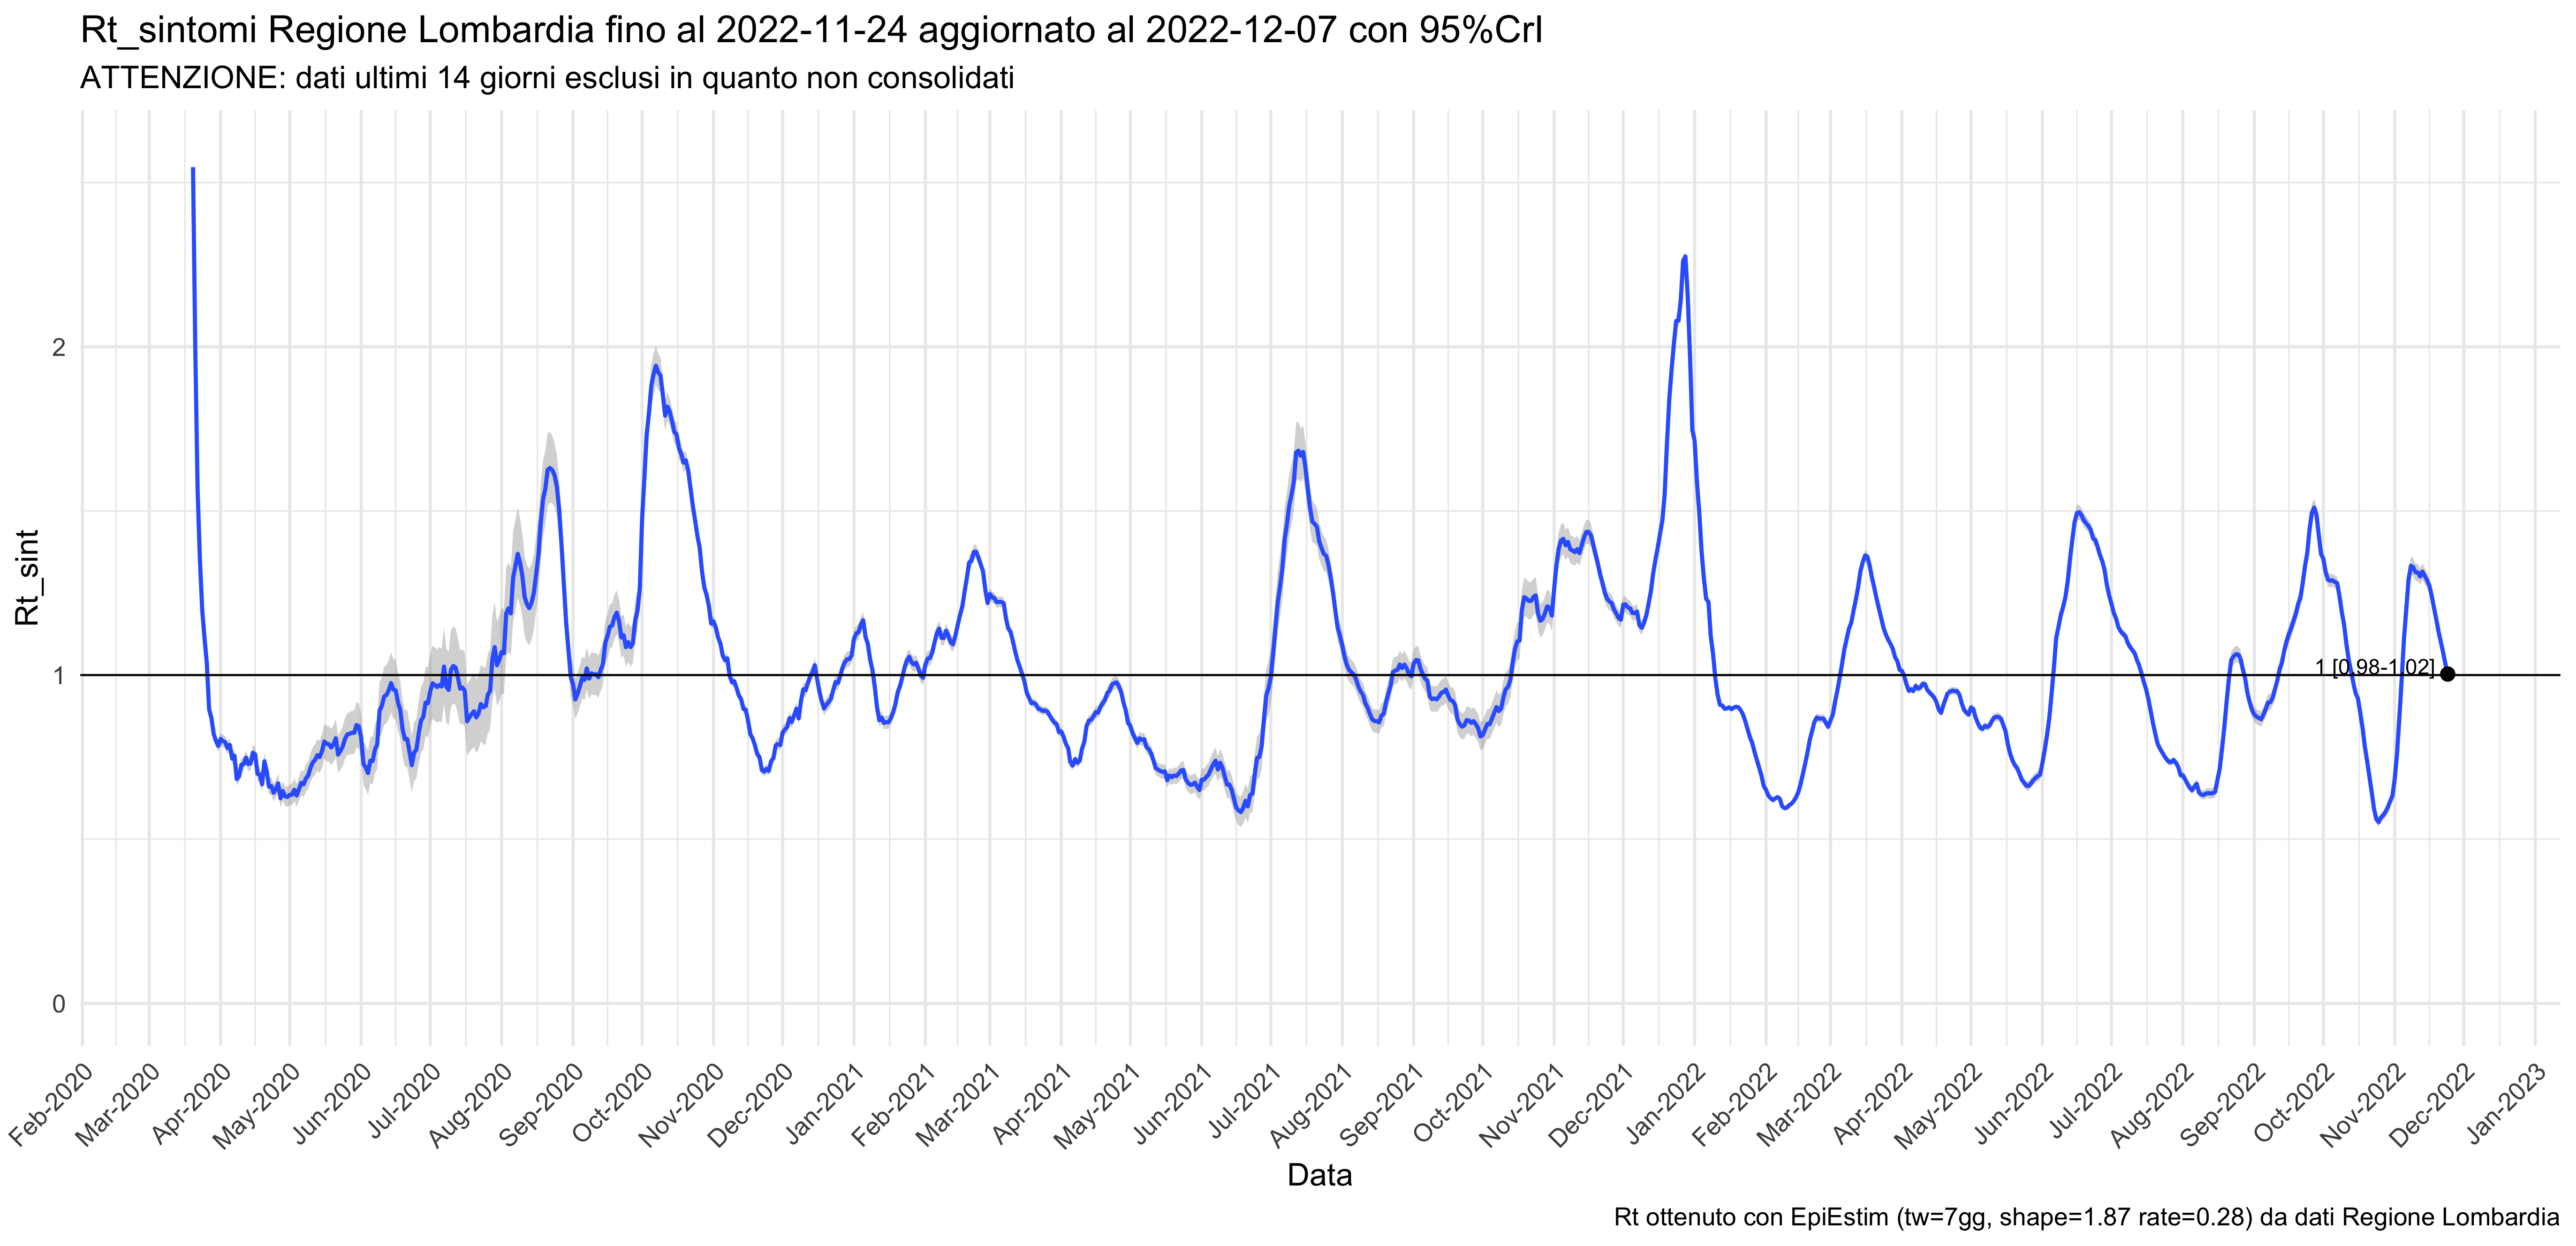 Rt_sintomi Regione Lombardia fino al 2022-11-24 aggiornato al 2022-12-07 con 95%CrI
ATTENZIONE: dati ultimi 14 giorni esclusi in quanto non consolidati
Rt_sint
2
1
0
1 [0.98-1.02]
Feb-2020
Mar-2020
Apr-2020
May-2020
Jun-2020
Jul-2020
Aug-2020
Sep-2020
Oct-2020
Nov-2020
Dec-2020
Jan-2021
Feb-2021
Mar-2021
Apr-2021
May-2021
Jun-2021
Jul-2021
Aug-2021
Sep-2021
Oct-2021
Nov-2021
Dec-2021
Jan-2022
Feb-2022
Mar-2022
Apr-2022
May-2022
Jun-2022
Jul-2022
Aug-2022
Sep-2022
Oct-2022
Nov-2022
Dec-2022
Jan-2023
Data
Rt ottenuto con EpiEstim (tw=7gg, shape=1.87 rate=0.28) da dati Regione Lombardia